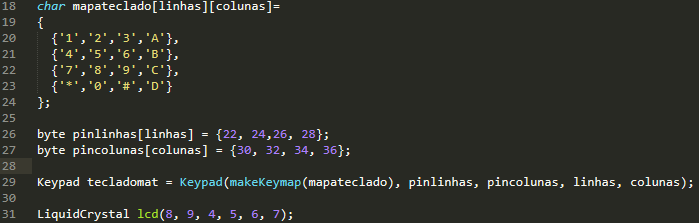 18 char mapateclado[linhas][colunas]=
19 {
20   {'1','2','3','A'},
21   {'4','5','6','B'},
22   {'7','8','9','C'},
23   {'*','0','#','D'}
24 };
25
26 byte pinlinhas[linhas] = {22, 24,26, 28};
27 byte pincolunas[colunas] = {30, 32, 34, 36};
28
29 Keypad tecladomat = Keypad(makeKeymap(mapateclado), pinlinhas, pincolunas, linhas, colunas);
30
31 LiquidCrystal lcd(8, 9, 4, 5, 6, 7);